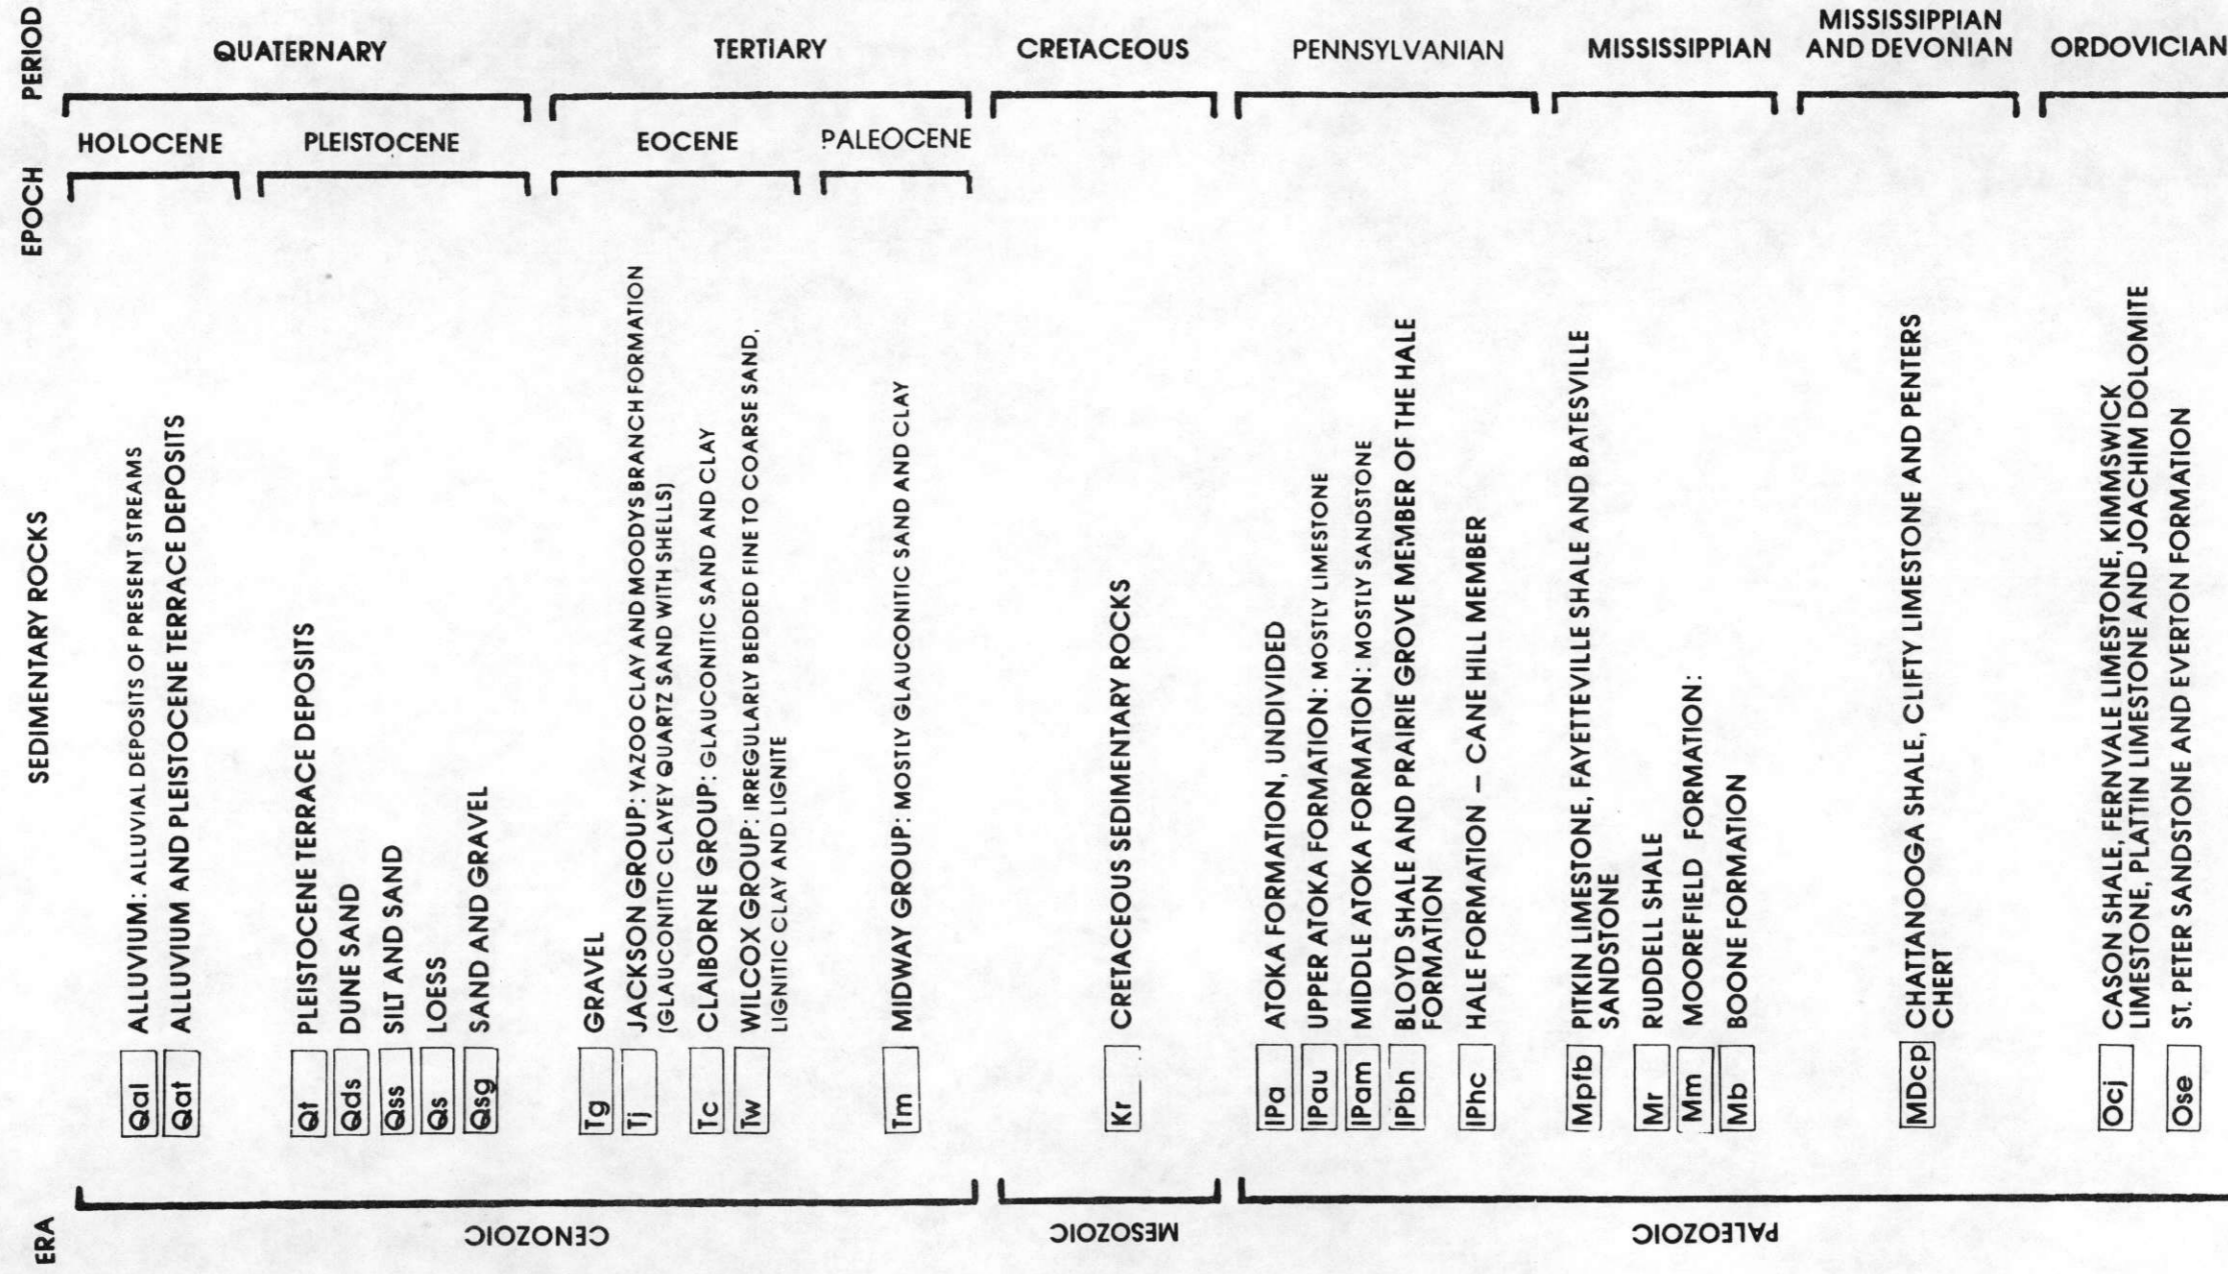 PERIOD
QUATERNARY
TERTIARY
CRETACEOUS
PENNSYLVANIAN
MISSISSIPPIAN
MISSISSIPPIAN
AND DEVONIAN
ORDOVICIAN
EPOCH
HOLOCENE
PLEISTOCENE
EOCENE
PALEOCENE
SEDIMENTARY ROCKS
Qal ALLUVIUM: ALLUVIAL DEPOSITS OF PRESENT STREAMS
Qat ALLUVIUM AND PLEISTOCENE TERRACE DEPOSITS
Qt PLEISTOCENE TERRACE DEPOSITS
Qds DUNE SAND
Qss SILT AND SAND
Qs LOESS
Qsg SAND AND GRAVEL
Tg GRAVEL
Tj JACKSON GROUP: YAZOO CLAY AND MOODYS BRANCH FORMATION
(GLAUCONITIC CLAYEY QUARTZ SAND WITH SHELLS)
Tc CLAIBORNE GROUP: GLAUCONITIC SAND AND CLAY
Tw WILCOX GROUP: IRREGULARLY BEDDED FINE TO COARSE SAND,
LIGNITIC CLAY AND LIGNITE
Tm MIDWAY GROUP: MOSTLY GLAUCONITIC SAND AND CLAY
Kr CRETACEOUS SEDIMENTARY ROCKS
IPa ATOKA FORMATION, UNDIVIDED
IPau UPPER ATOKA FORMATION: MOSTLY LIMESTONE
IPam MIDDLE ATOKA FORMATION: MOSTLY SANDSTONE
IPbh BLOYD SHALE AND PRAIRIE GROVE MEMBER OF THE HALE
FORMATION
IPhc HALE FORMATION – CANE HILL MEMBER
Mpfb PITKIN LIMESTONE, FAYETTEVILLE SHALE AND BATESVILLE
SANDSTONE
Mr RUDDELL SHALE
Mm MOOREFIELD FORMATION:
Mb BOONE FORMATION
MDcp CHATTANOOGA SHALE, CLIFTY LIMESTONE AND PENTERS
CHERT
Ocj CASON SHALE, FERNVALE LIMESTONE, KIMMSWICK
LIMESTONE, PLATTIN LIMESTONE AND JOACHIM DOLOMITE
Ose ST. PETER SANDSTONE AND EVERTON FORMATION
ERA
CENOZOIC
MESOZOIC
PALEOZOIC